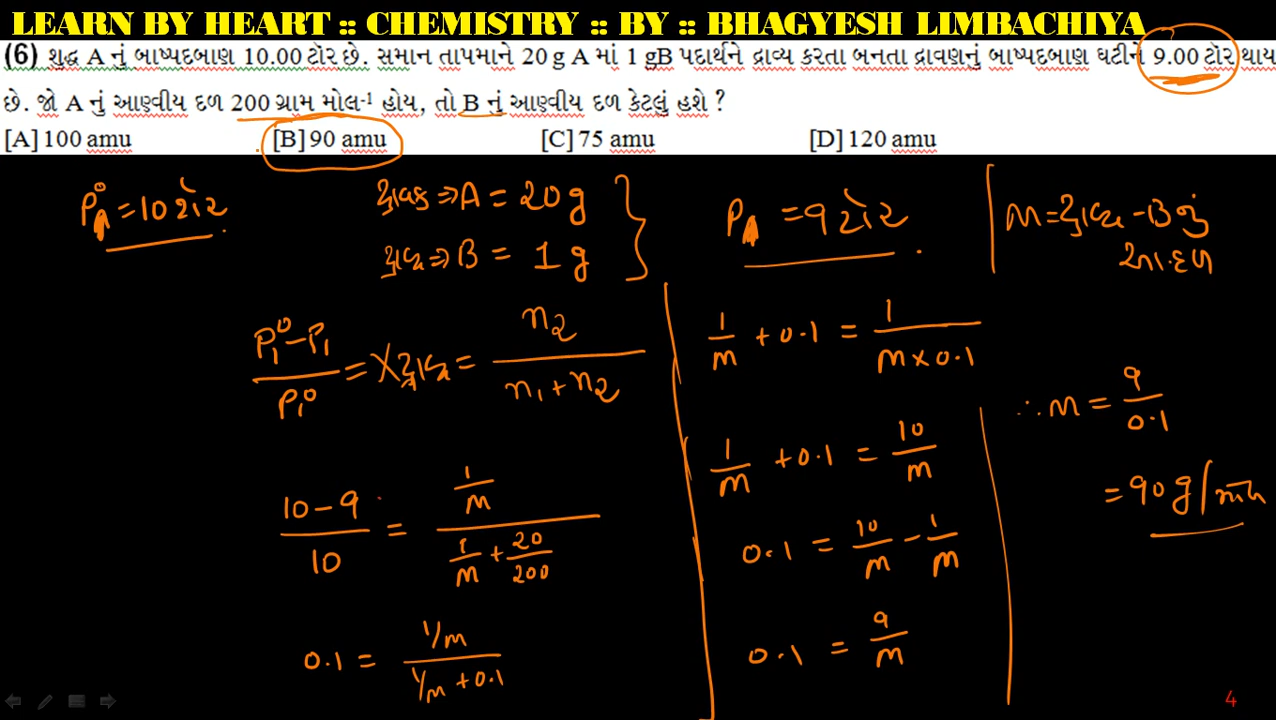 LEARN BY HEART :: CHEMISTRY :: BY :: BHAGYESH LIMBACHIYA
(6) શુદ્ધ A નું બાષ્પદબાણ 10.00 ટૉર છે. સમાન તાપમાને 20 g A માં 1 gB પદાર્થને દ્રાવ્ય કરતા બનતા દ્રાવણનું બાષ્પદબાણ ઘટીને 9.00 ટૉર થાય
છે. જો A નું આણ્વીય દળ 200 ગ્રામ મોલ⁻¹ હોય, તો B નું આણ્વીય દળ કેટલું હશે ?
[A] 100 amu [B] 90 amu [C] 75 amu [D] 120 amu
P°A = 10 ટોર
દ્રાવક ⇒ A = 20 g
દ્રાવ્ય ⇒ B = 1 g
(P₁° – P₁)/P₁° = X દ્રાવ્ય = n₂/(n₁ + n₂)
(10 – 9)/10 = (1/m)/(1/m + 20/200)
0.1 = (1/m)/(1/m + 0.1)
PA = 9 ટોર
1/m + 0.1 = 1/(m × 0.1)
1/m + 0.1 = 10/m
0.1 = 10/m – 1/m
0.1 = 9/m
m = દ્રાવ્ય – B નું
આ.દળ
∴ m = 9/0.1
= 90 g/મોલ
4